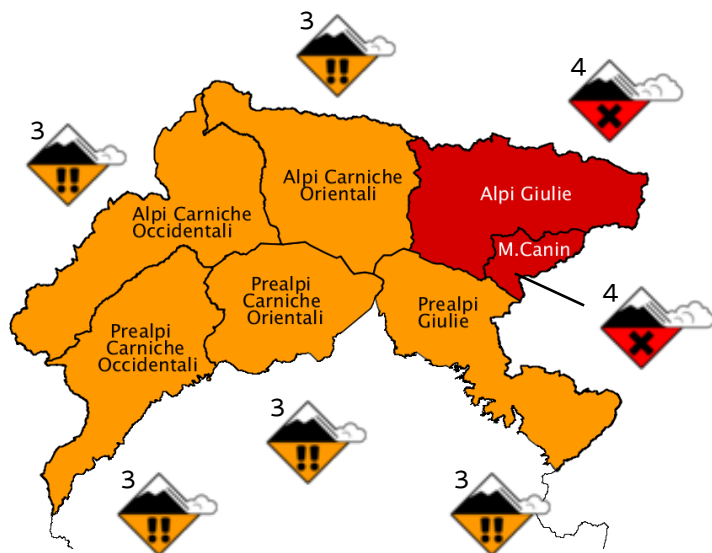 3
4
3
Alpi Carniche
Orientali
Alpi Giulie
Alpi Carniche
Occidentali
M.Canin
Prealpi
Carniche
Orientali
Prealpi
Giulie
4
Prealpi
Carniche
Occidentali
3
3
3